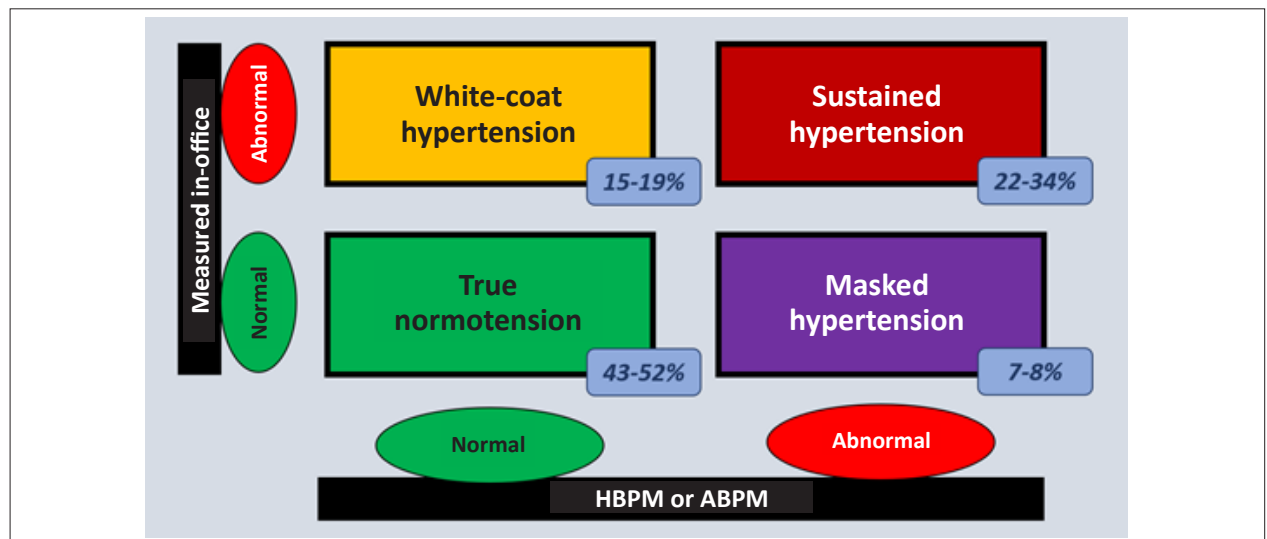 Measured in-office
Abnormal
White-coat
hypertension
15-19%
Sustained
hypertension
22-34%
Normal
True
normotension
43-52%
Masked
hypertension
7-8%
Normal
Abnormal
HBPM or ABPM